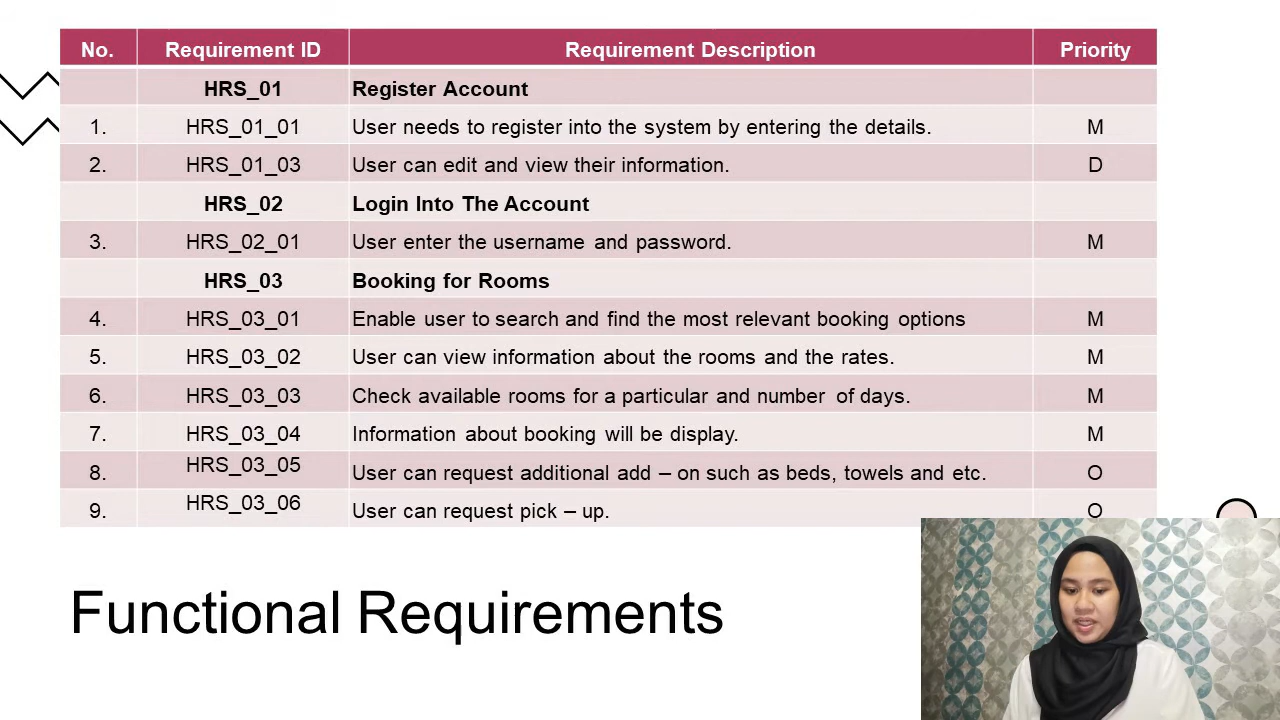 No. Requirement ID Requirement Description Priority
HRS_01 Register Account
1. HRS_01_01 User needs to register into the system by entering the details. M
2. HRS_01_03 User can edit and view their information. D
HRS_02 Login Into The Account
3. HRS_02_01 User enter the username and password. M
HRS_03 Booking for Rooms
4. HRS_03_01 Enable user to search and find the most relevant booking options M
5. HRS_03_02 User can view information about the rooms and the rates. M
6. HRS_03_03 Check available rooms for a particular and number of days. M
7. HRS_03_04 Information about booking will be display. M
8. HRS_03_05 User can request additional add – on such as beds, towels and etc. O
9. HRS_03_06 User can request pick – up. O
Functional Requirements